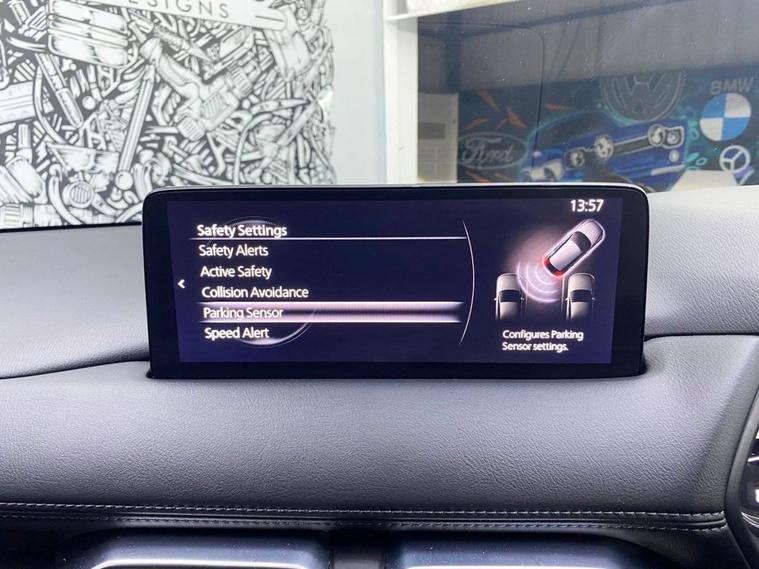 DESIGNS
BMW
Ford
13:57
Safety Settings
Safety Alerts
Active Safety
Collision Avoidance
Parking Sensor
Speed Alert
Configures Parking
Sensor settings.